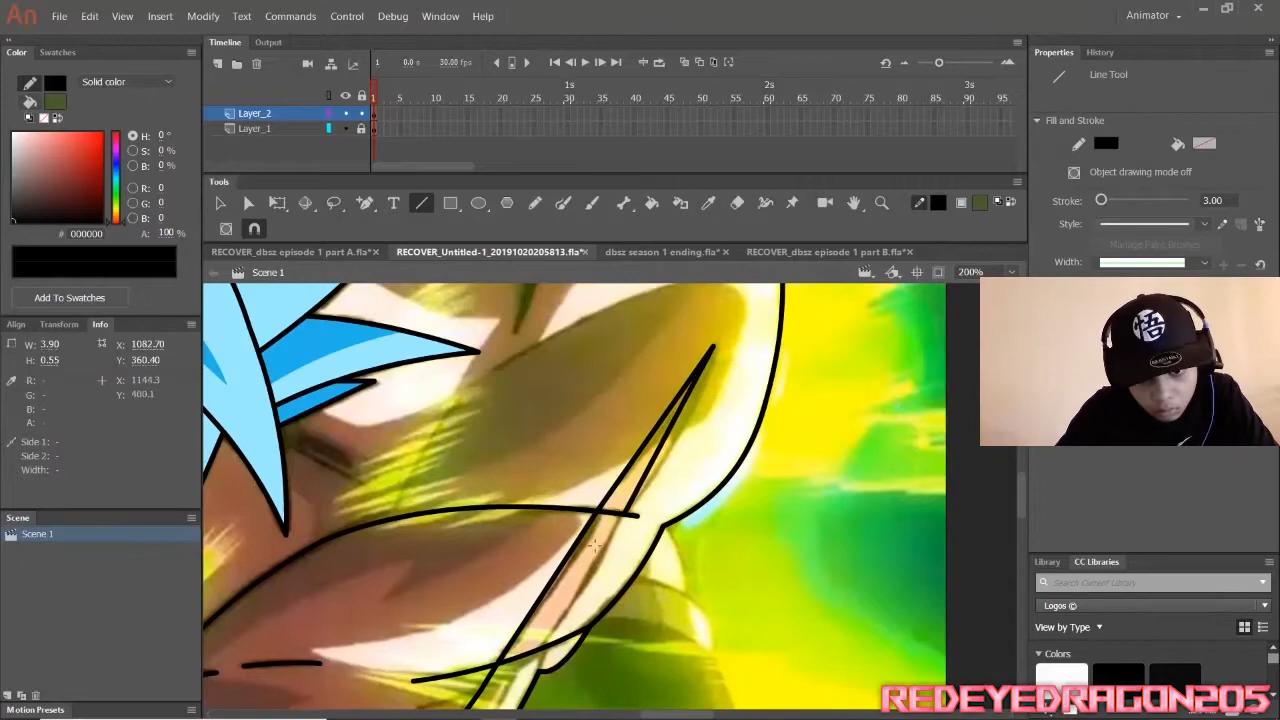 An File Edit View Insert Modify Text Commands Control Debug Window Help Animator
Color Swatches
Timeline Output
Properties History
Solid color
1 0.0 s 30.00 fps
Line Tool
1s 2s 3s
1 5 10 15 20 25 30 35 40 45 50 55 60 65 70 75 80 85 90 95
Layer_2
Layer_1
Fill and Stroke
H: 0 °
S: 0 %
B: 0 %
R: 0
G: 0
B: 0
# 000000 A: 100 %
Object drawing mode off
Tools
Stroke: 3.00
Style:
Manage Paint Brushes
Width:
RECOVER_dbsz episode 1 part A.fla* × RECOVER_Untitled-1_20191020205813.fla* × dbsz season 1 ending.fla* × RECOVER_dbsz episode 1 part B.fla* ×
Scene 1 200%
Add To Swatches
Align Transform Info
W: 3.90 X: 1082.70
H: 0.55 Y: 360.40
R: - X: 1144.3
G: - Y: 400.1
B: -
A: -
Side 1: -
Side 2: -
Width: -
Scene
Scene 1
悟
Library CC Libraries
Search Current Library
Logos ©
View by Type
Colors
Motion Presets
REDEYEDRAGON205